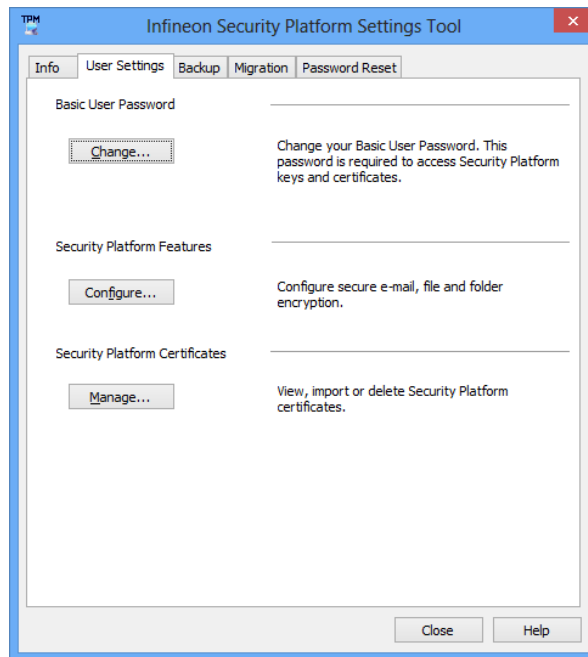 TPM
Infineon Security Platform Settings Tool
Info User Settings Backup Migration Password Reset
Basic User Password
Change...
Change your Basic User Password. This
password is required to access Security Platform
keys and certificates.
Security Platform Features
Configure...
Configure secure e-mail, file and folder
encryption.
Security Platform Certificates
Manage...
View, import or delete Security Platform
certificates.
Close Help